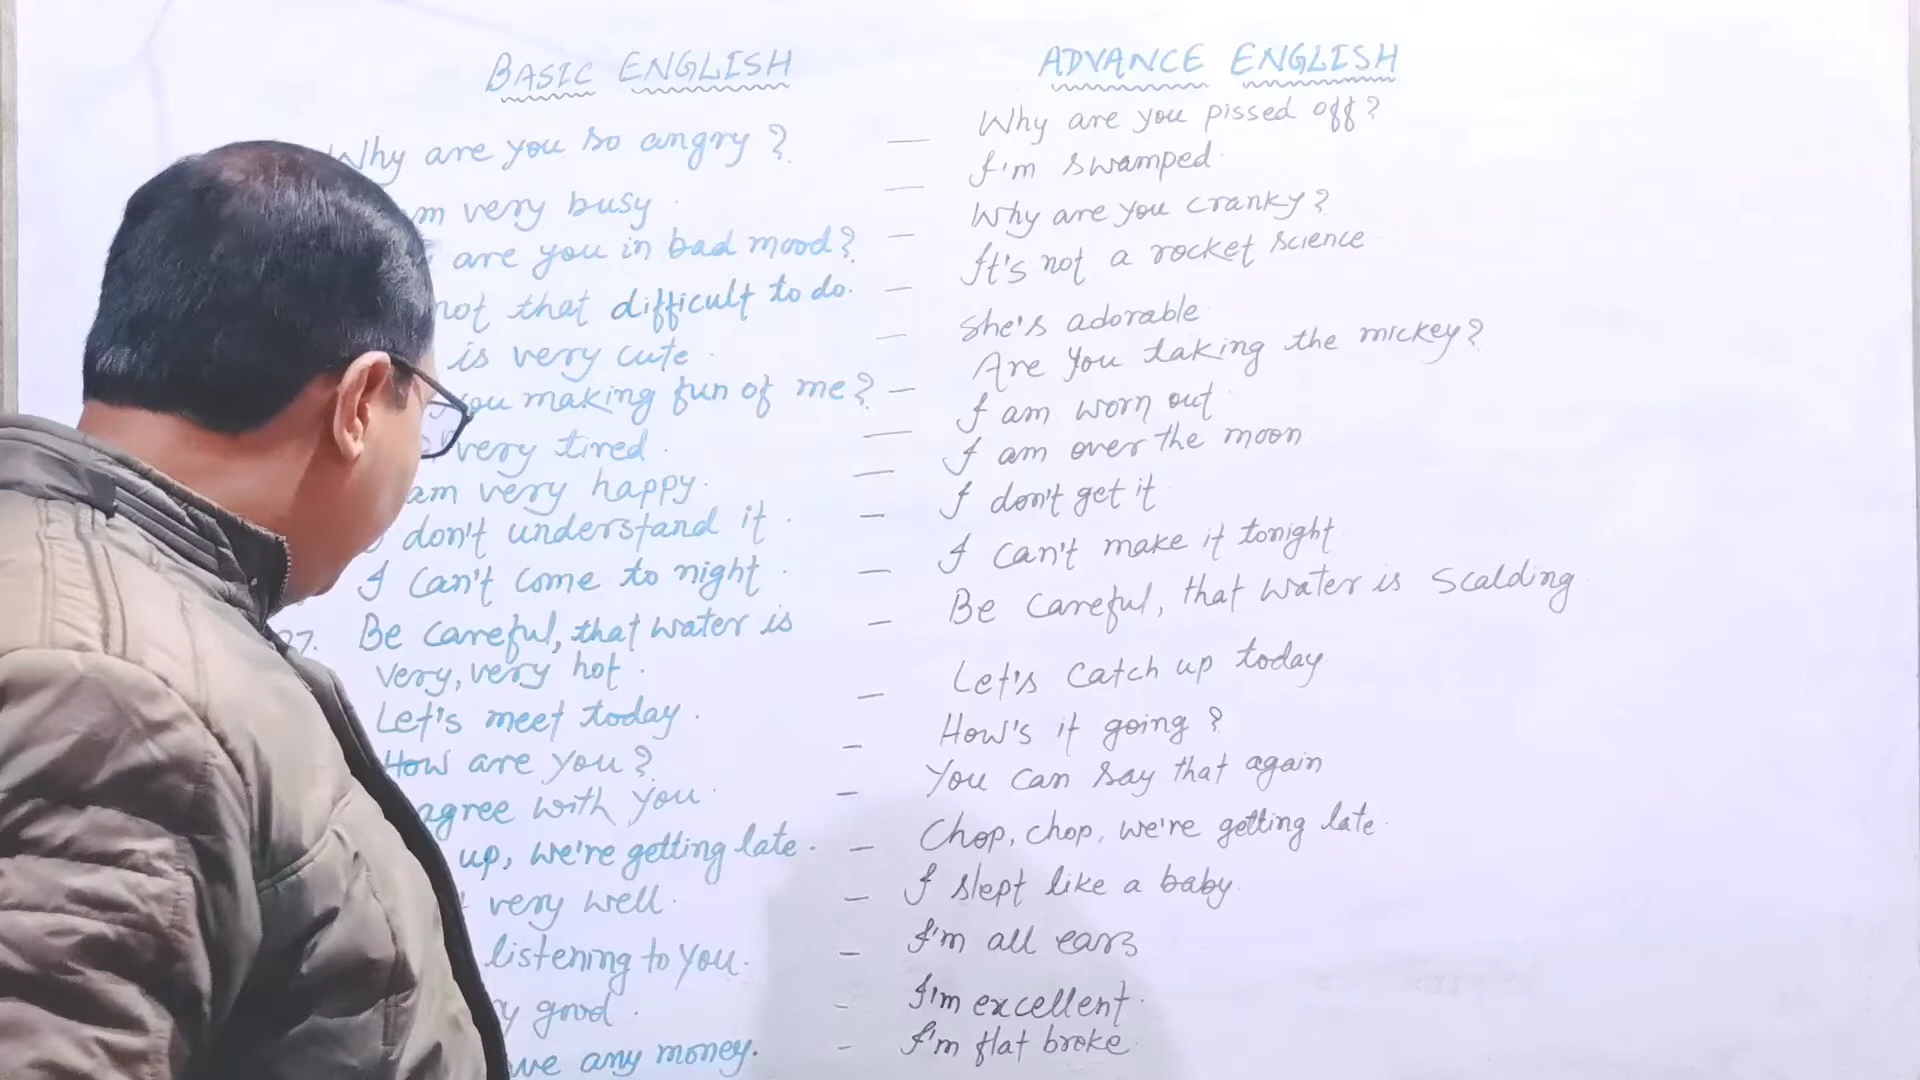 BASIC ENGLISH
ADVANCE ENGLISH
Why are you so angry ? — Why are you pissed off ?
very busy . — I'm swamped.
are you in bad mood ? — Why are you cranky ?
not that difficult to do. — It's not a rocket science
is very cute . — She's adorable
you making fun of me ? — Are you taking the mickey ?
very tired . — I am worn out
am very happy . — I am over the moon
don't understand it . — I don't get it
I can't come to night . — I can't make it tonight
Be careful, that water is — Be careful, that water is scalding
very, very hot .
Let's meet today . — Let's catch up today
How are you ? — How's it going ?
agree with you . — You can say that again
up, we're getting late . — Chop, chop, we're getting late.
very well . — I slept like a baby.
listening to you . — I'm all ears
good . — I'm excellent.
any money. — I'm flat broke.